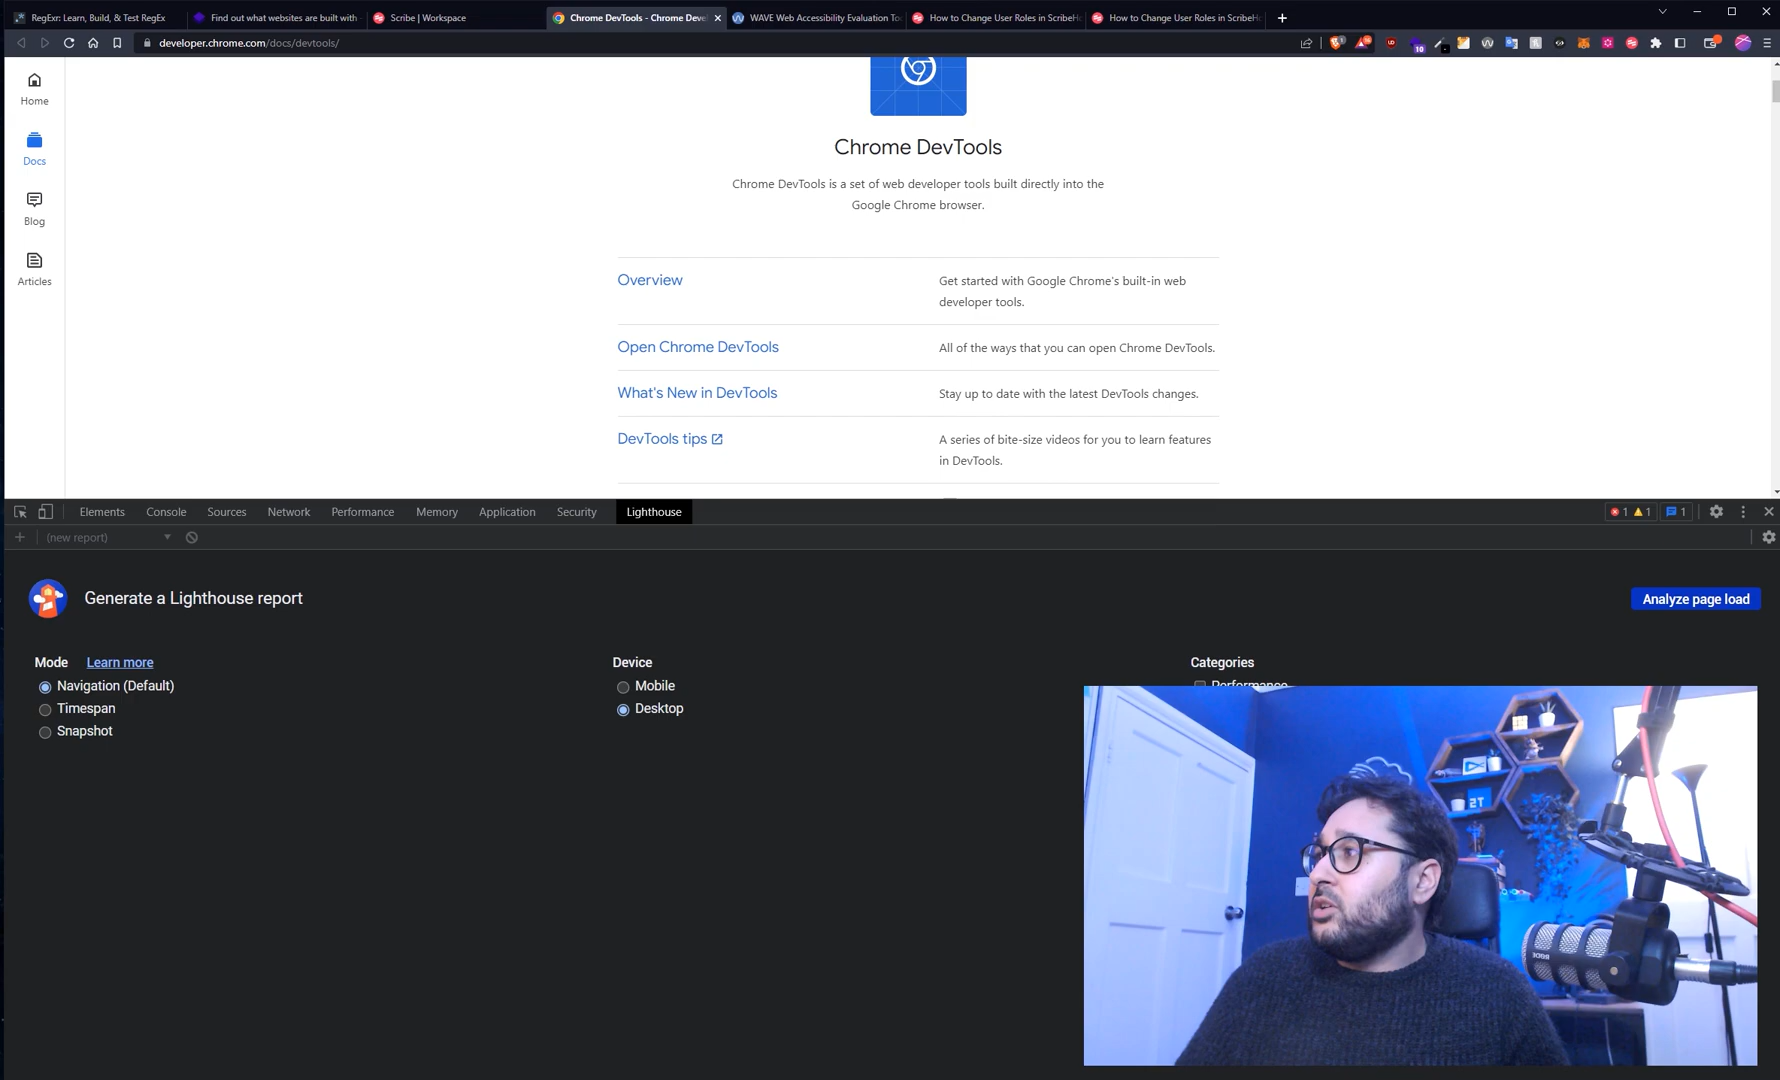 RegExr: Learn, Build, & Test RegEx
Find out what websites are built with
Scribe | Workspace
Chrome DevTools - Chrome Deve
WAVE Web Accessibility Evaluation To
How to Change User Roles in ScribeH
How to Change User Roles in ScribeH
developer.chrome.com/docs/devtools/
Home
Docs
Blog
Articles
Chrome DevTools
Chrome DevTools is a set of web developer tools built directly into the
Google Chrome browser.
Overview
Get started with Google Chrome's built-in web
developer tools.
Open Chrome DevTools
All of the ways that you can open Chrome DevTools.
What's New in DevTools
Stay up to date with the latest DevTools changes.
DevTools tips
A series of bite-size videos for you to learn features
in DevTools.
Elements
Console
Sources
Network
Performance
Memory
Application
Security
Lighthouse
1
1
1
(new report)
Generate a Lighthouse report
Analyze page load
Mode
Learn more
Navigation (Default)
Timespan
Snapshot
Device
Mobile
Desktop
Categories
Performance
RODE